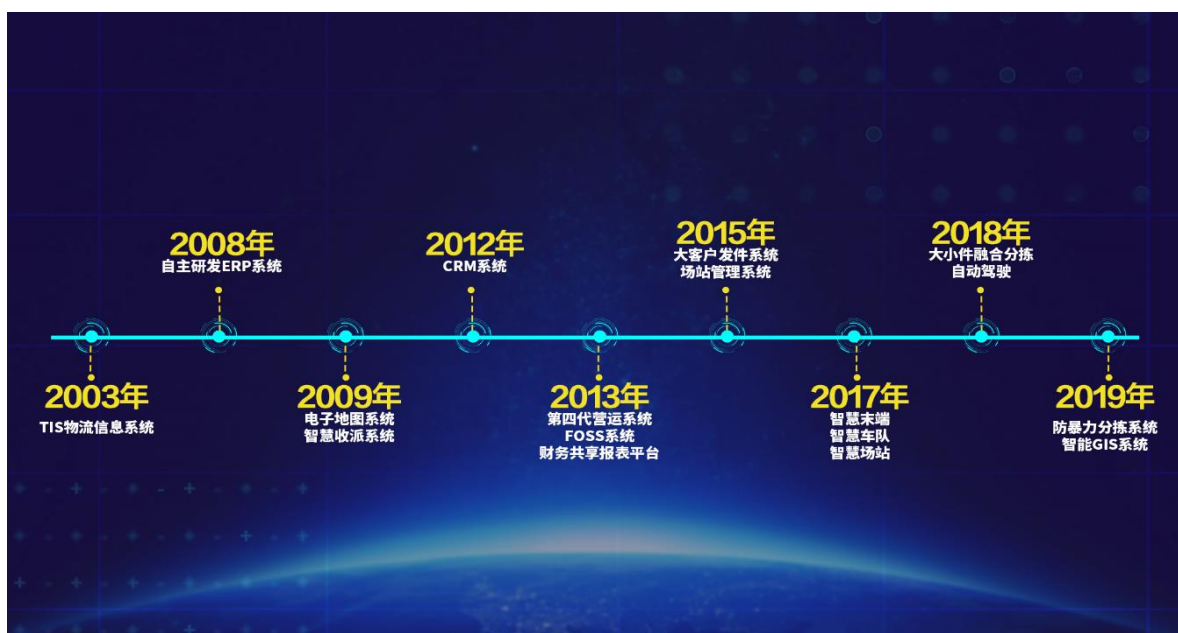 2003年
TIS物流信息系统
2008年
自主研发ERP系统
2009年
电子地图系统
智慧收派系统
2012年
CRM系统
2013年
第四代营运系统
FOSS系统
财务共享报表平台
2015年
大客户发件系统
场站管理系统
2017年
智慧末端
智慧车队
智慧场站
2018年
大小件融合分拣
自动驾驶
2019年
防暴力分拣系统
智能GIS系统